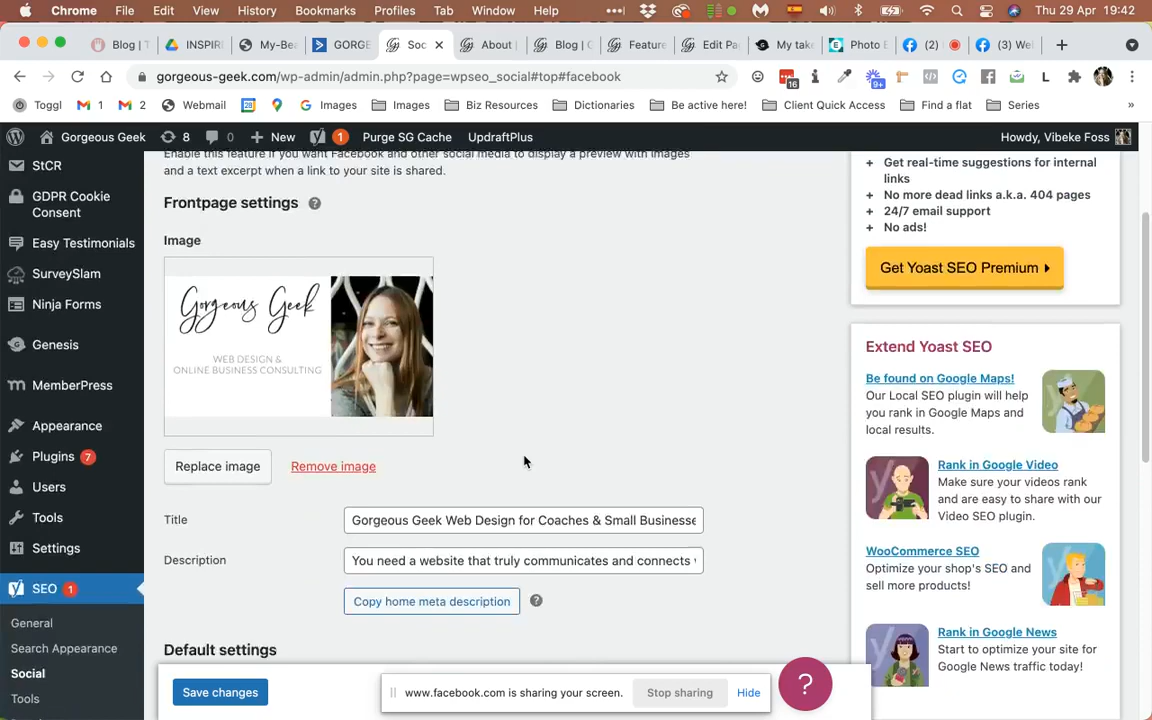 Chrome File Edit View History Bookmarks Profiles Tab Window Help Thu 29 Apr 19:42
Blog | T INSPIR My-Be GORGE Soc About | Blog | G Feature Edit Pa My take Photo E (2) (3) We
gorgeous-geek.com/wp-admin/admin.php?page=wpseo_social#top#facebook 16 9+ L
Toggl 1 1 Webmail Images Images Biz Resources Dictionaries Be active here! Client Quick Access Find a flat Series »
Gorgeous Geek 8 0 New 1 Purge SG Cache UpdraftPlus Howdy, Vibeke Foss
StCR
GDPR Cookie
Consent
Easy Testimonials
SurveySlam
Ninja Forms
Genesis
MemberPress
Appearance
Plugins 7
Users
Tools
Settings
SEO 1
General
Search Appearance
Social
Tools
Enable this feature if you want Facebook and other social media to display a preview with images
and a text excerpt when a link to your site is shared.
Frontpage settings ?
Image
Gorgeous Geek
WEB DESIGN &
ONLINE BUSINESS CONSULTING
Replace image Remove image
Title Gorgeous Geek Web Design for Coaches & Small Businesse
Description You need a website that truly communicates and connects
Copy home meta description ?
Default settings
Save changes
www.facebook.com is sharing your screen. Stop sharing Hide
?
+ Get real-time suggestions for internal
links
+ No more dead links a.k.a. 404 pages
+ 24/7 email support
+ No ads!
Get Yoast SEO Premium
Extend Yoast SEO
Be found on Google Maps!
Our Local SEO plugin will help
you rank in Google Maps and
local results.
Rank in Google Video
Make sure your videos rank
and are easy to share with our
Video SEO plugin.
WooCommerce SEO
Optimize your shop's SEO and
sell more products!
Rank in Google News
Start to optimize your site for
Google News traffic today!